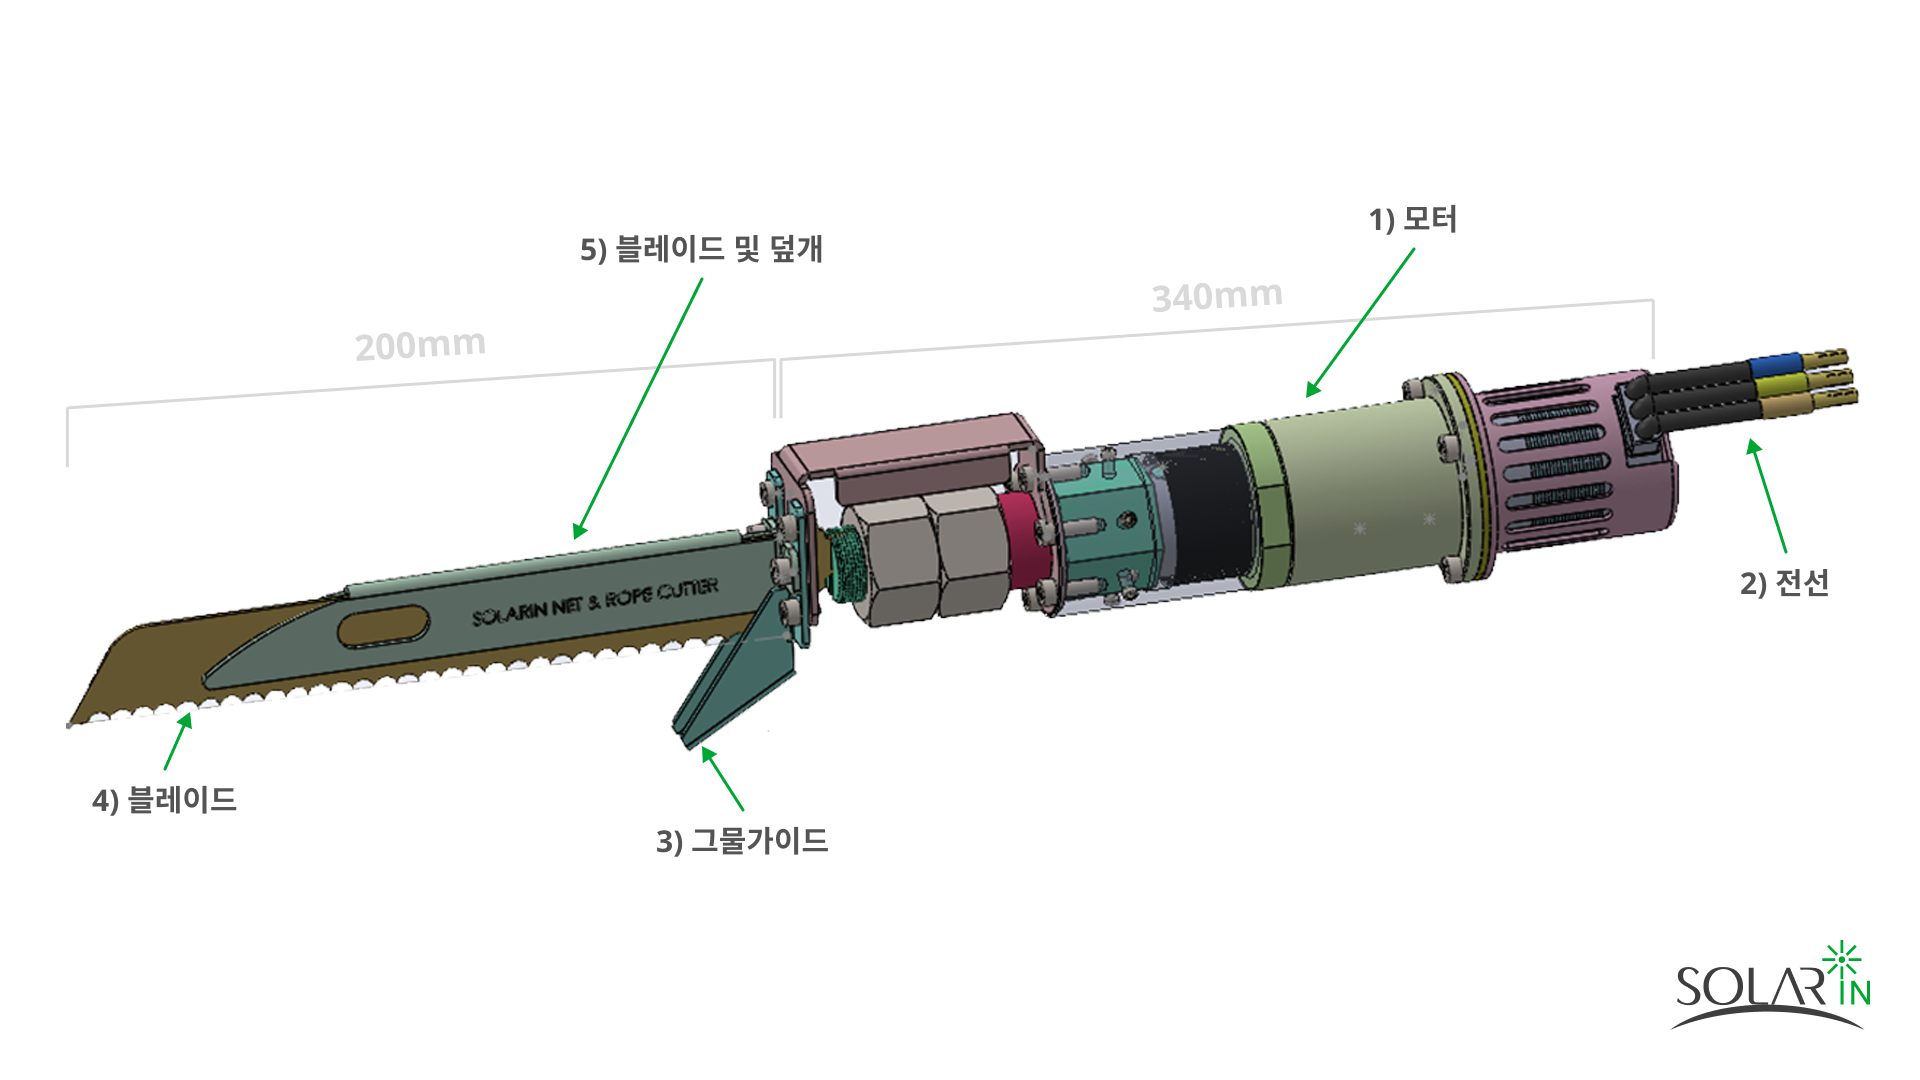 1) 모터
5) 블레이드 및 덮개
340mm
200mm
SOLARIN NET & ROPE CUTTER
2) 전선
4) 블레이드
3) 그물가이드
SOLAR IN